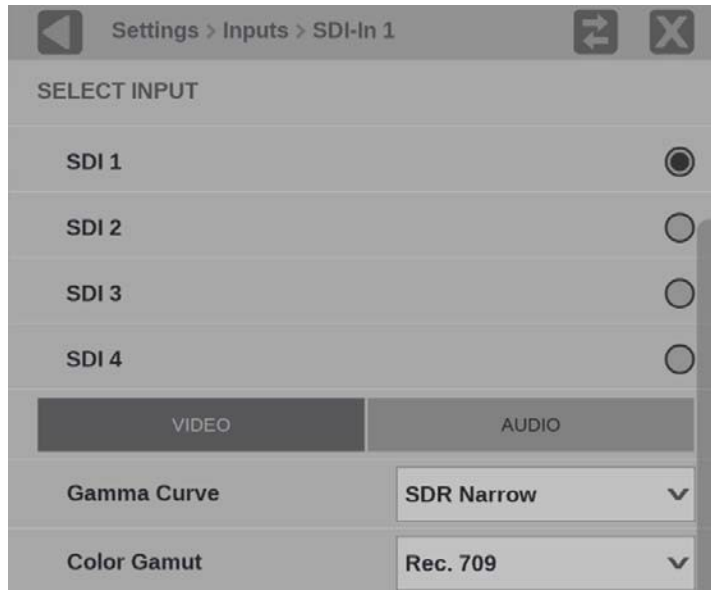 Settings > Inputs > SDI-In 1
SELECT INPUT
SDI 1
SDI 2
SDI 3
SDI 4
VIDEO AUDIO
Gamma Curve SDR Narrow
Color Gamut Rec. 709